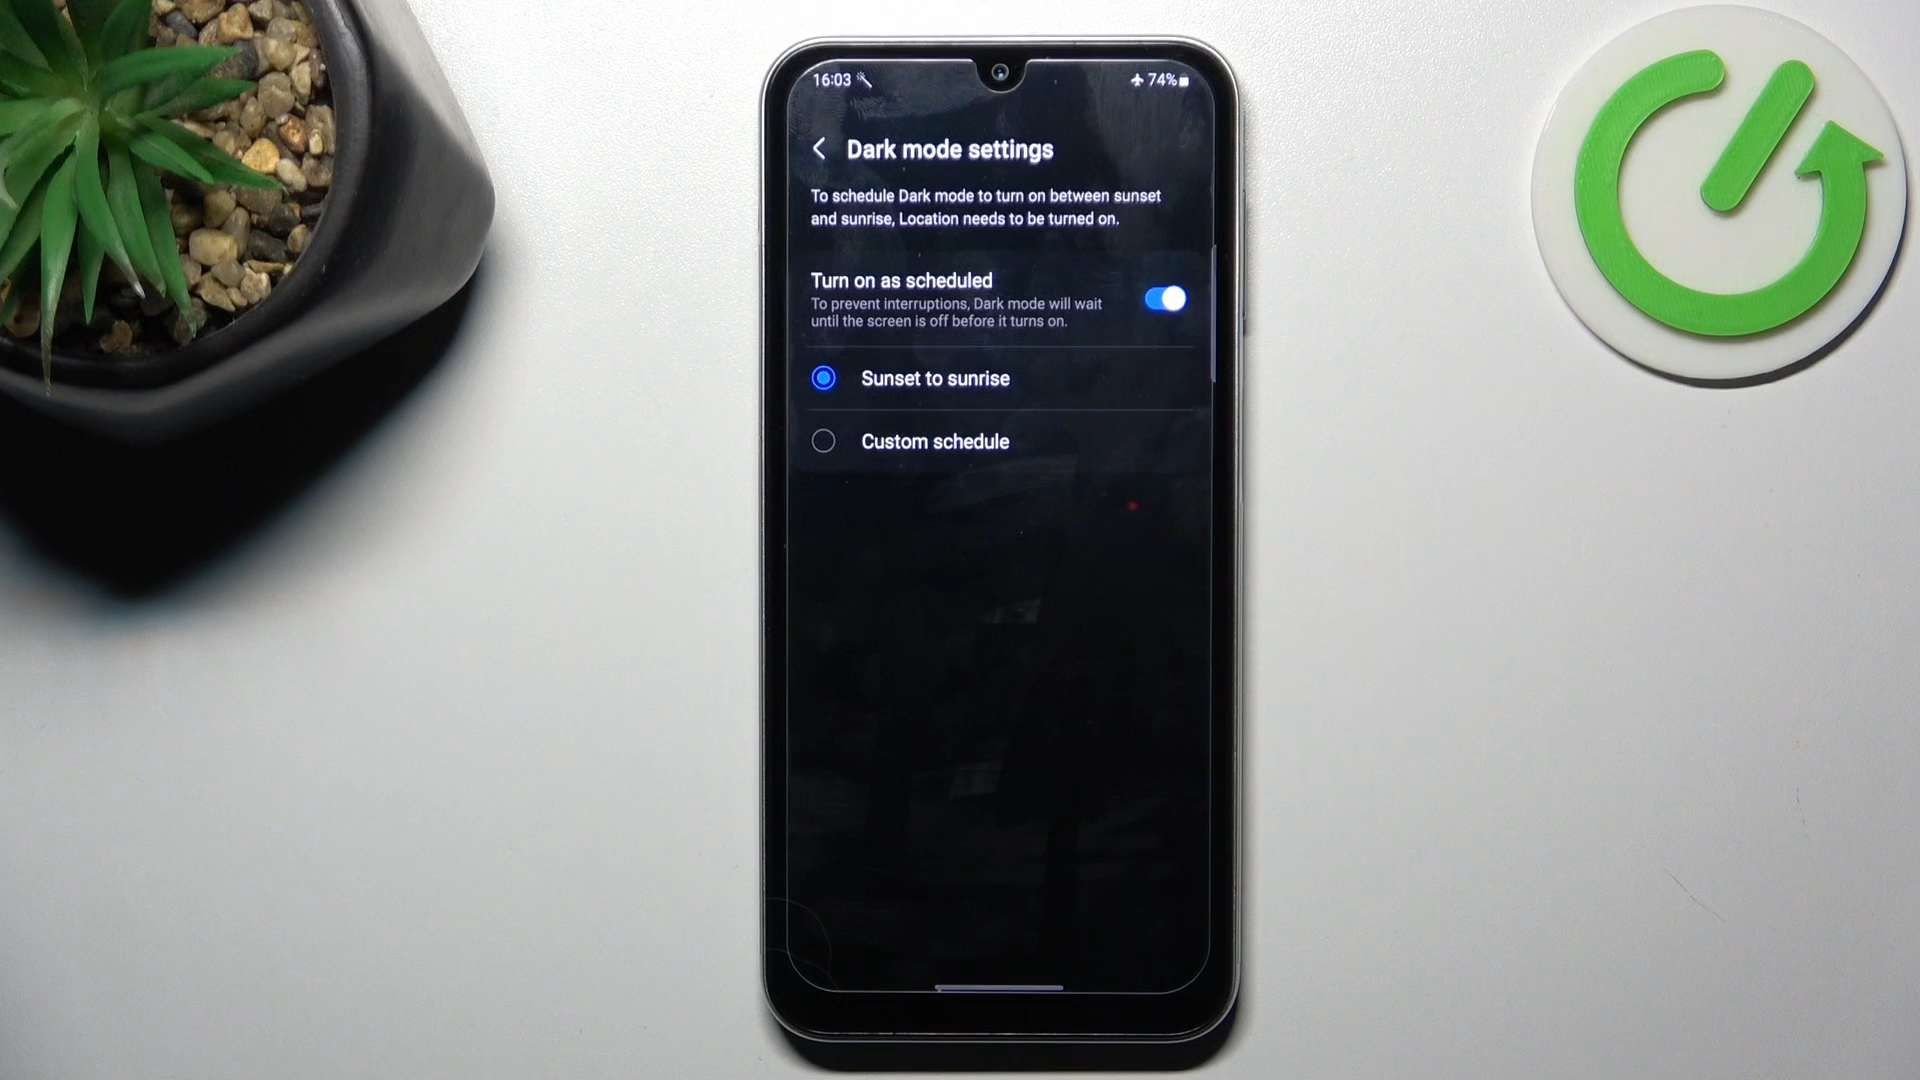 16:03 74%
Dark mode settings
To schedule Dark mode to turn on between sunset
and sunrise, Location needs to be turned on.
Turn on as scheduled
To prevent interruptions, Dark mode will wait
until the screen is off before it turns on.
Sunset to sunrise
Custom schedule